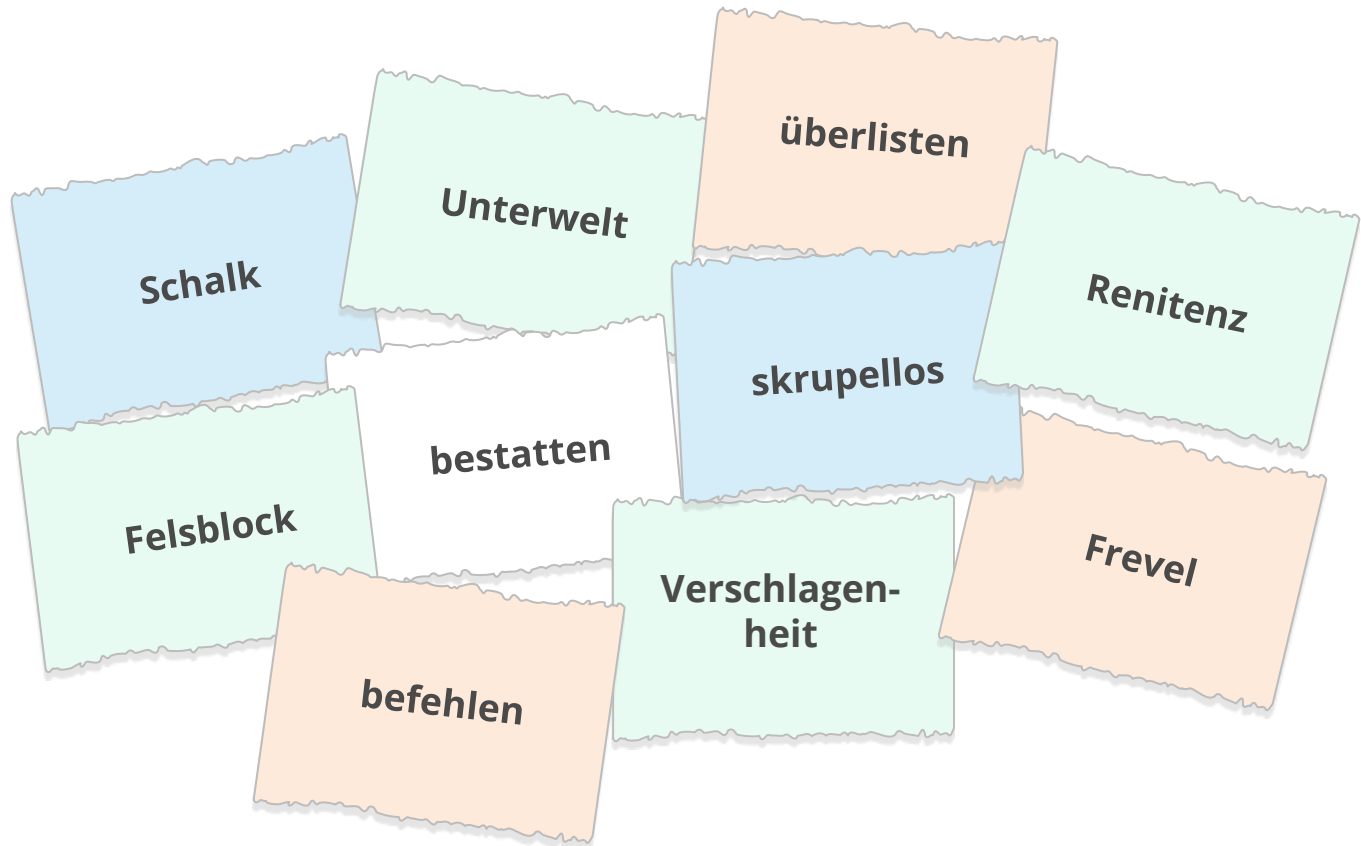 überlisten
Unterwelt
Schalk
Renitenz
skrupellos
bestatten
Felsblock
Frevel
Verschlagen-
heit
befehlen